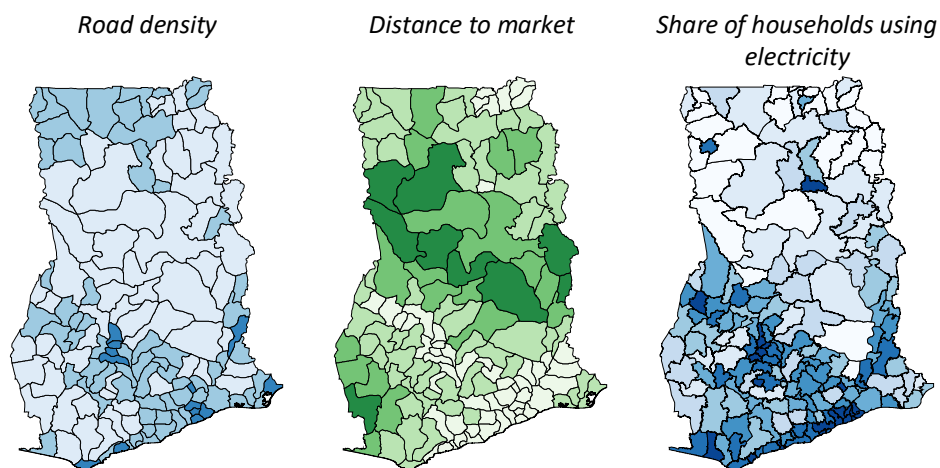 Road density
Distance to market
Share of households using
electricity